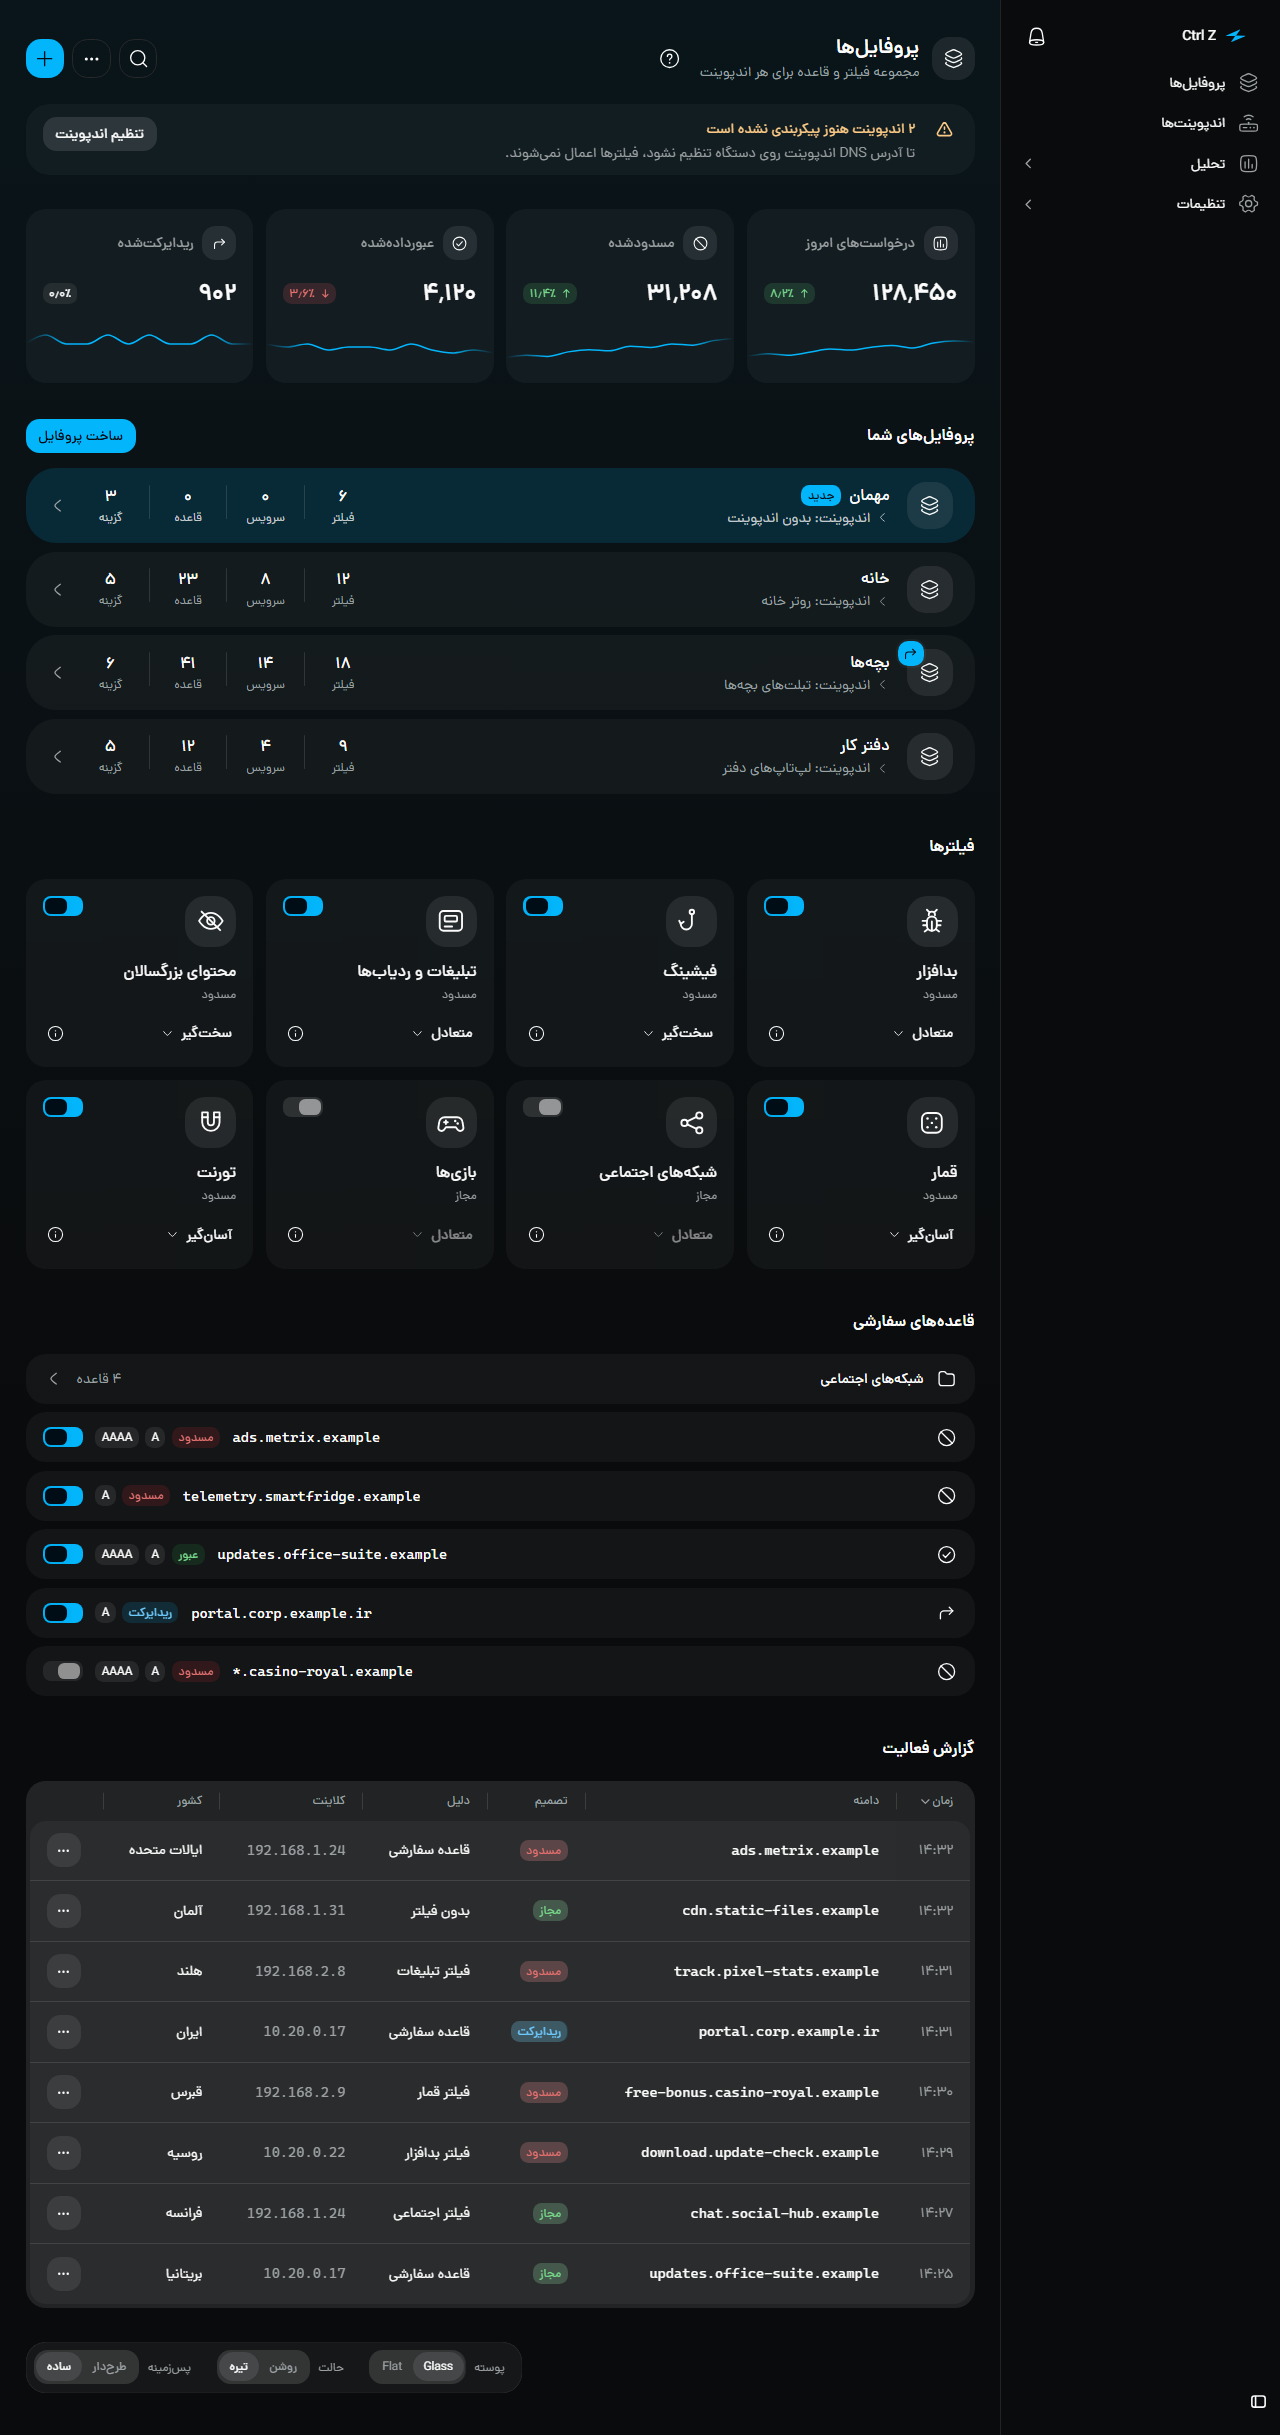 Ctrl Z
پروفایل‌ها
اندپوینت‌ها
تحلیل
تنظیمات
پروفایل‌ها
مجموعه فیلتر و قاعده برای هر اندپوینت
۲ اندپوینت هنوز پیکربندی نشده است
تا آدرس DNS اندپوینت روی دستگاه تنظیم نشود، فیلترها اعمال نمی‌شوند.
تنظیم اندپوینت
درخواست‌های امروز
۱۲۸,۴۵۰
۸٫۲٪
مسدودشده
۳۱,۲۰۸
۱۱٫۴٪
عبورداده‌شده
۴,۱۲۰
۳٫۶٪
ریدایرکت‌شده
۹۰۲
۰٫۰٪
پروفایل‌های شما
ساخت پروفایل
مهمان جدید
اندپوینت: بدون اندپوینت
۶ ۰ ۰ ۳
فیلتر سرویس قاعده گزینه
خانه
اندپوینت: روتر خانه
۱۲ ۸ ۲۳ ۵
فیلتر سرویس قاعده گزینه
بچه‌ها
اندپوینت: تبلت‌های بچه‌ها
۱۸ ۱۴ ۴۱ ۶
فیلتر سرویس قاعده گزینه
دفتر کار
اندپوینت: لپ‌تاپ‌های دفتر
۹ ۴ ۱۲ ۵
فیلتر سرویس قاعده گزینه
فیلترها
بدافزار
مسدود
متعادل
فیشینگ
مسدود
سخت‌گیر
تبلیغات و ردیاب‌ها
مسدود
متعادل
محتوای بزرگسالان
مسدود
سخت‌گیر
قمار
مسدود
آسان‌گیر
شبکه‌های اجتماعی
مجاز
متعادل
بازی‌ها
مجاز
متعادل
تورنت
مسدود
آسان‌گیر
قاعده‌های سفارشی
شبکه‌های اجتماعی ۴ قاعده
ads.metrix.example مسدود A AAAA
telemetry.smartfridge.example مسدود A
updates.office-suite.example عبور A AAAA
portal.corp.example.ir ریدایرکت A
*.casino-royal.example مسدود A AAAA
گزارش فعالیت
زمان دامنه تصمیم دلیل کلاینت کشور
۱۴:۳۲ ads.metrix.example مسدود قاعده سفارشی 192.168.1.24 ایالات متحده
۱۴:۳۲ cdn.static-files.example مجاز بدون فیلتر 192.168.1.31 آلمان
۱۴:۳۱ track.pixel-stats.example مسدود فیلتر تبلیغات 192.168.2.8 هلند
۱۴:۳۱ portal.corp.example.ir ریدایرکت قاعده سفارشی 10.20.0.17 ایران
۱۴:۳۰ free-bonus.casino-royal.example مسدود فیلتر قمار 192.168.2.9 قبرس
۱۴:۲۹ download.update-check.example مسدود فیلتر بدافزار 10.20.0.22 روسیه
۱۴:۲۷ chat.social-hub.example مجاز فیلتر اجتماعی 192.168.1.24 فرانسه
۱۴:۲۵ updates.office-suite.example مجاز قاعده سفارشی 10.20.0.17 بریتانیا
پوسته Glass Flat حالت روشن تیره پس‌زمینه طرح‌دار ساده